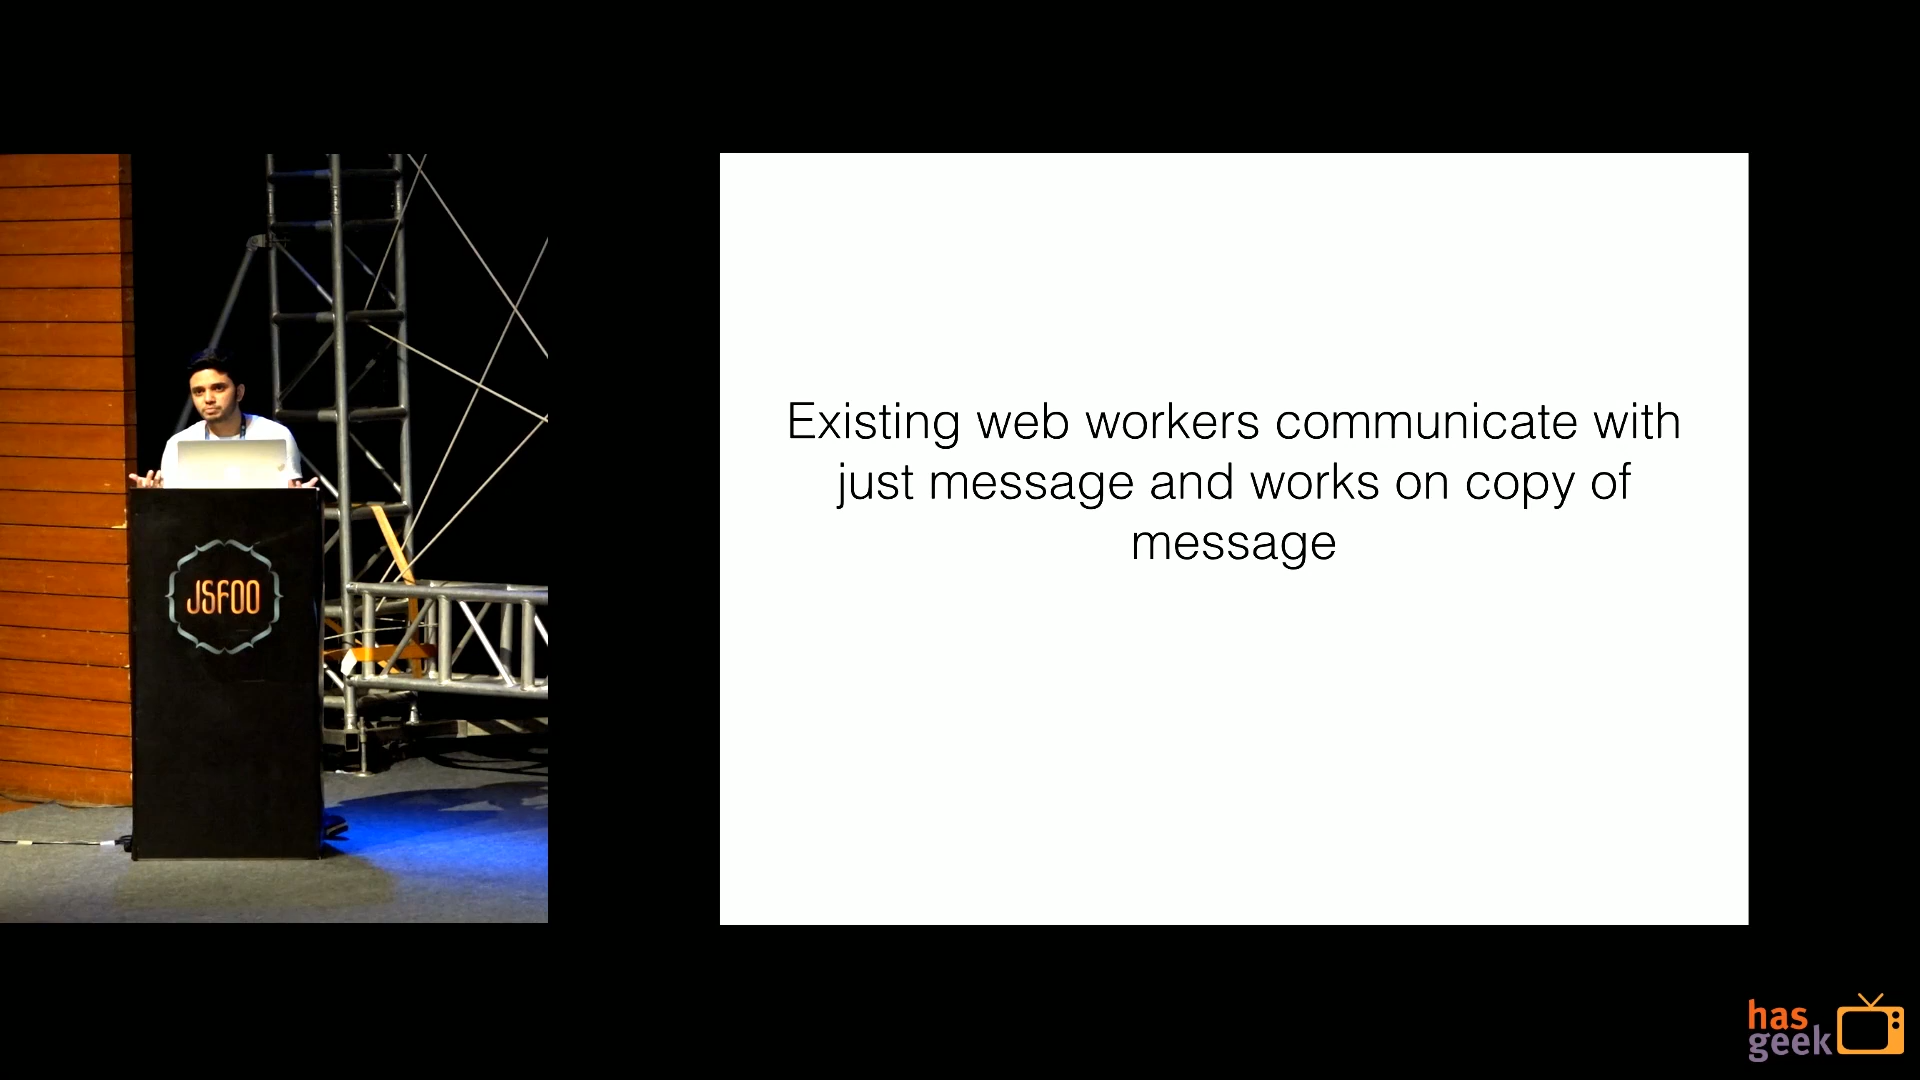 JSFOO
Existing web workers communicate with
just message and works on copy of
message
has
geek